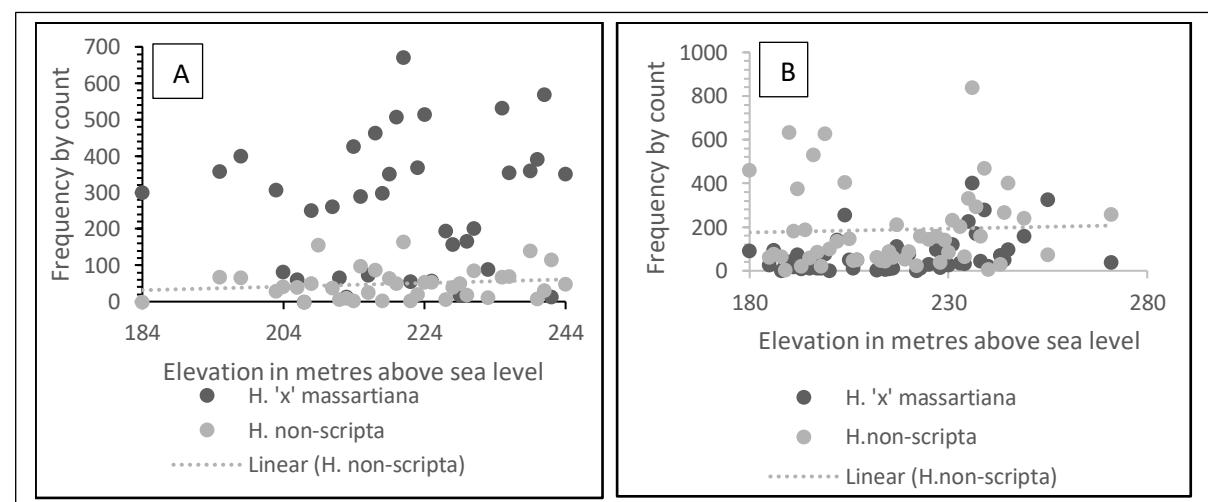 A
Frequency by count
700
600
500
400
300
200
100
0
184
204
224
244
Elevation in metres above sea level
H. 'x' massartiana
H. non-scripta
Linear (H. non-scripta)
B
Frequency by count
1000
800
600
400
200
0
180
230
280
Elevation in metres above sea level
H. 'x' massartiana
H.non-scripta
Linear (H.non-scripta)